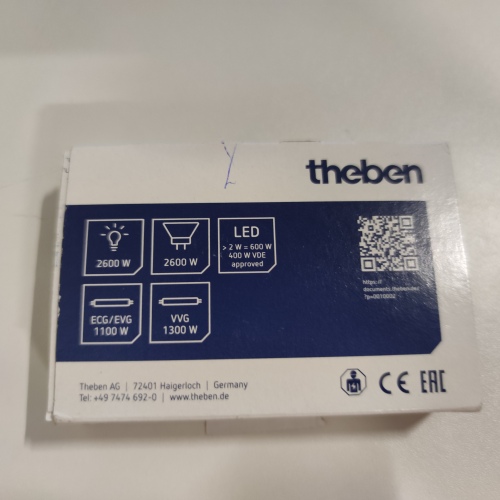 theben
2600 W
2600 W
LED
> 2 W = 600 W
400 W VDE
approved
ECG/EVG
1100 W
VVG
1300 W
https://
Theben AG | 72401 Haigerloch | Germany
Tel: +49 7474 692-0 | www.theben.de
CE EAC